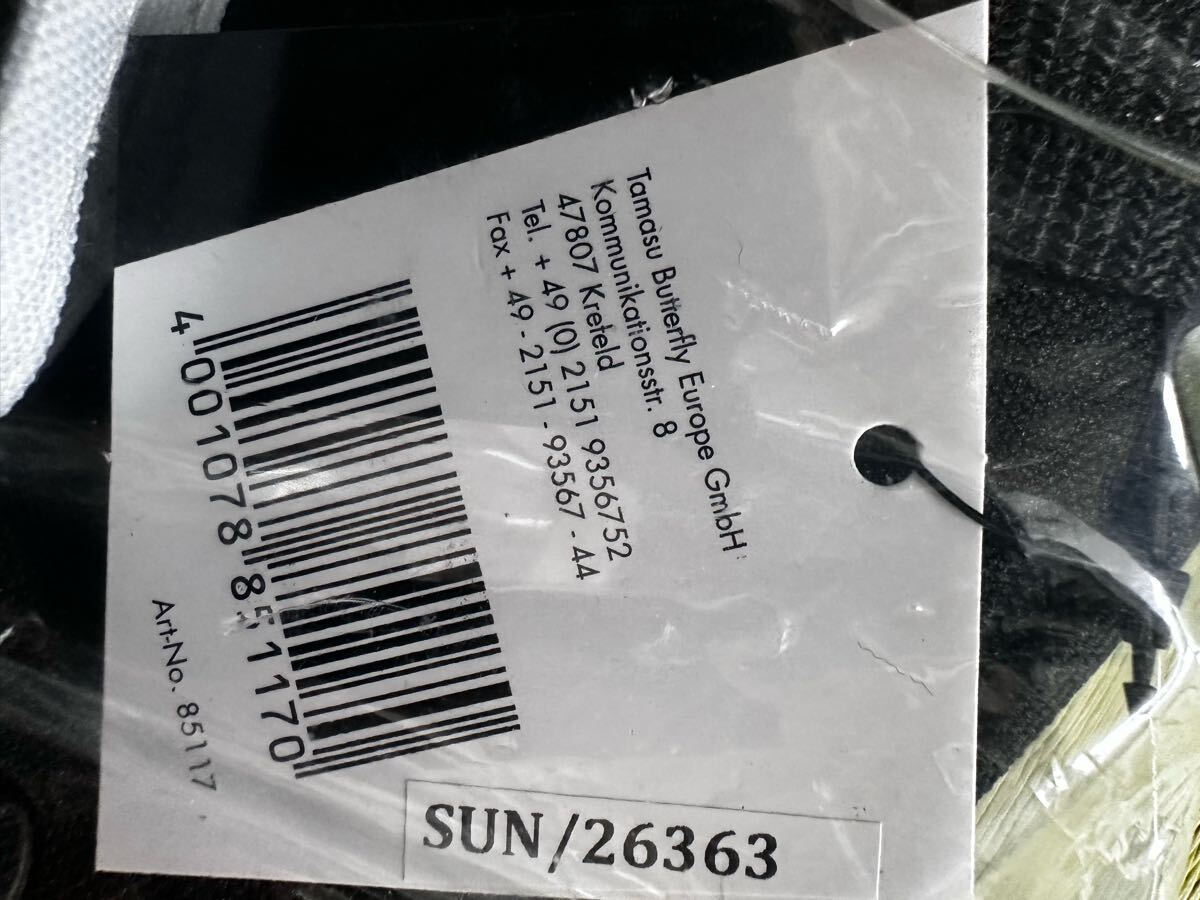 Tamasu Butterfly Europe GmbH
Kommunikationsstr. 8
47807 Krefeld
Tel. + 49 (0) 2151 9356752
Fax + 49 - 2151 - 93567 - 44
4 001078 851170
Art-No. 85117
SUN/26363